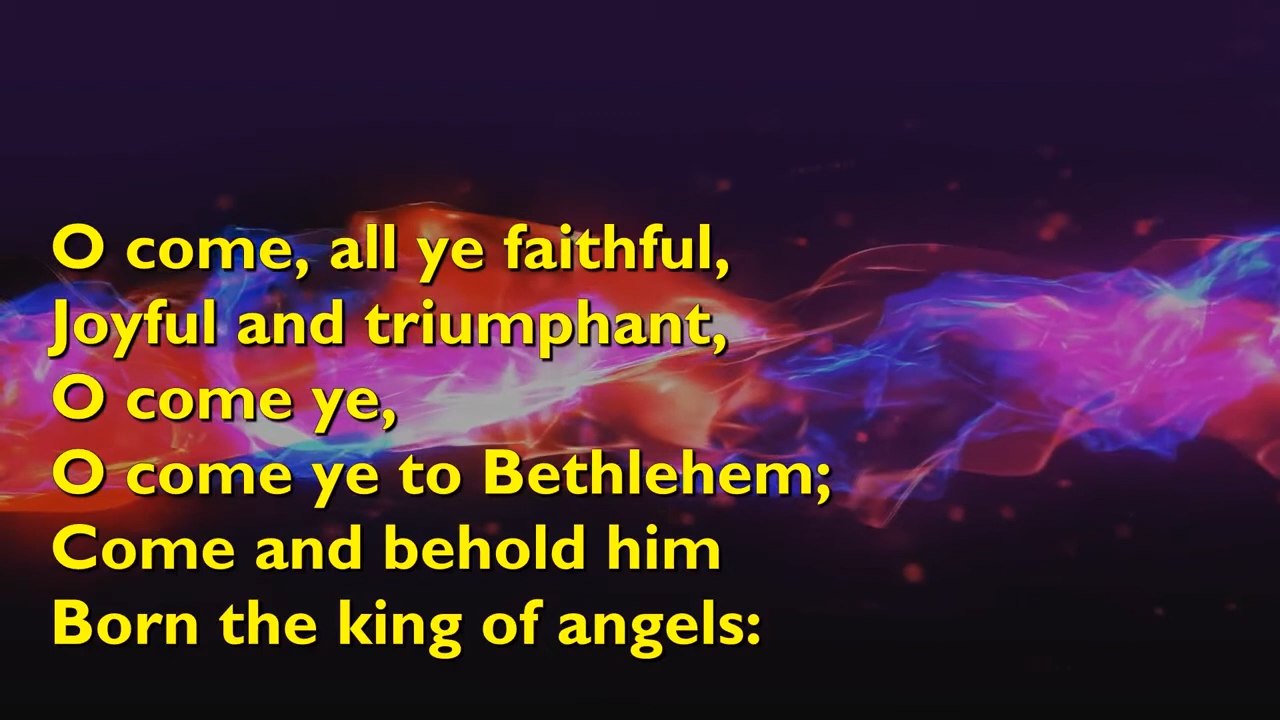 O come, all ye faithful,
Joyful and triumphant,
O come ye,
O come ye to Bethlehem;
Come and behold him
Born the king of angels: